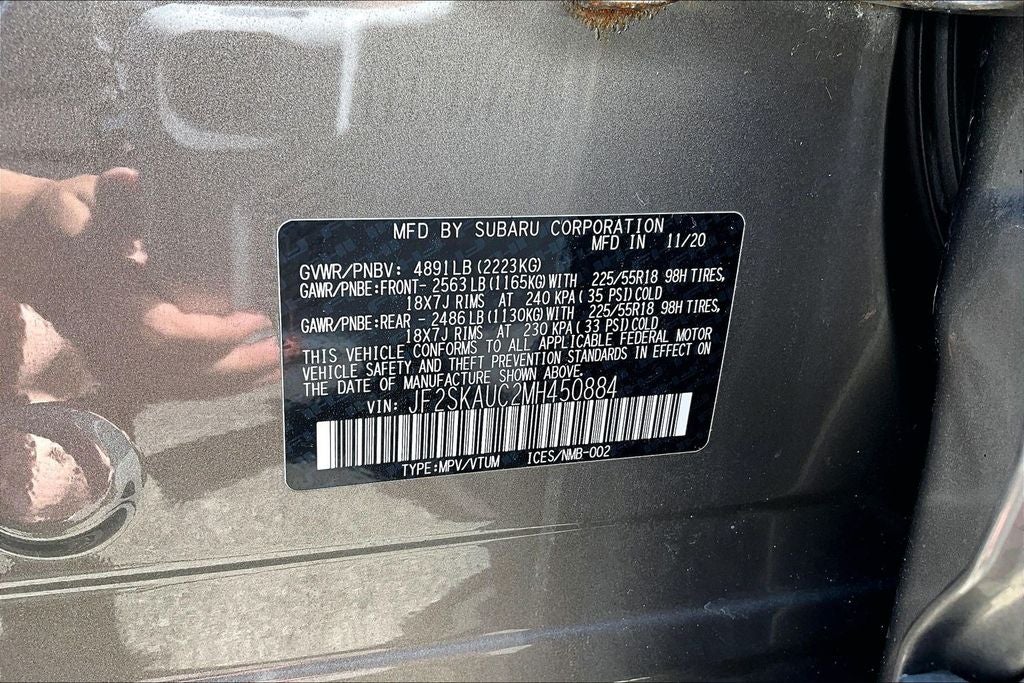 MFD BY SUBARU CORPORATION
MFD IN 11/20
GVWR/PNBV: 4891LB(2223KG)
GAWR/PNBE:FRONT- 2563LB(1165KG)WITH 225/55R18 98H TIRES,
18X7J RIMS AT 240 KPA(35 PSI)COLD
GAWR/PNBE:REAR - 2486LB(1130KG)WITH 225/55R18 98H TIRES,
18X7J RIMS AT 230 KPA(33 PSI)COLD
THIS VEHICLE CONFORMS TO ALL APPLICABLE FEDERAL MOTOR
VEHICLE SAFETY AND THEFT PREVENTION STANDARDS IN EFFECT ON
THE DATE OF MANUFACTURE SHOWN ABOVE.
VIN: JF2SKAUC2MH450884
TYPE:MPV/VTUM ICES/NMB-002